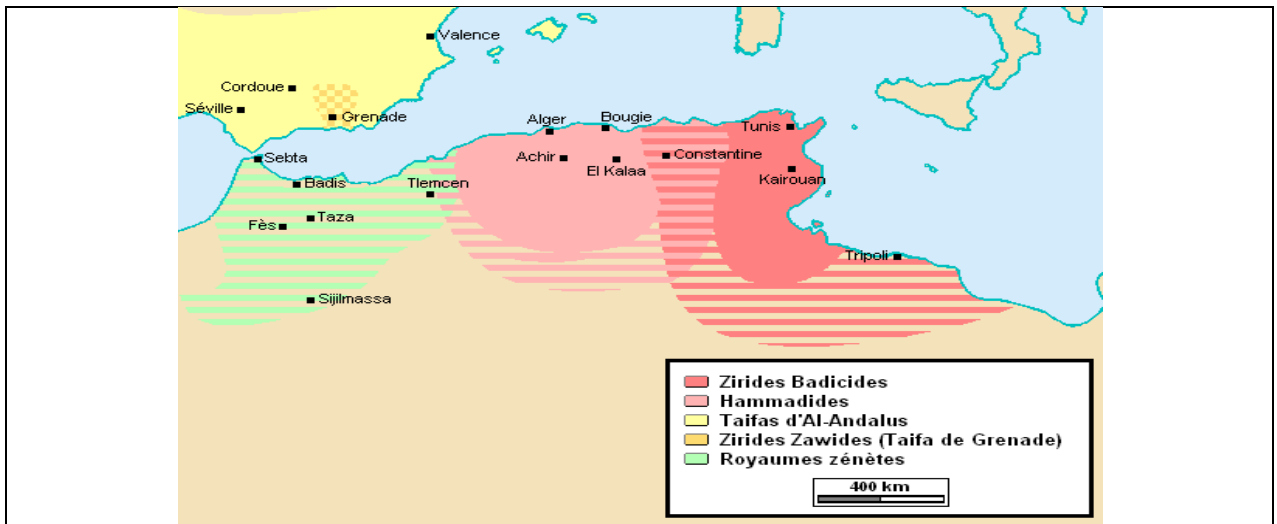 Valence
Cordoue
Séville
Grenade
Alger
Bougie
Tunis
Sebta
Achir
El Kalaa
Constantine
Kairouan
Badis
Tlemcen
Fès
Taza
Tripoli
Sijilmassa
Zirides Badicides
Hammadides
Taifas d'Al-Andalus
Zirides Zawides (Taifa de Grenade)
Royaumes zénètes
400 km